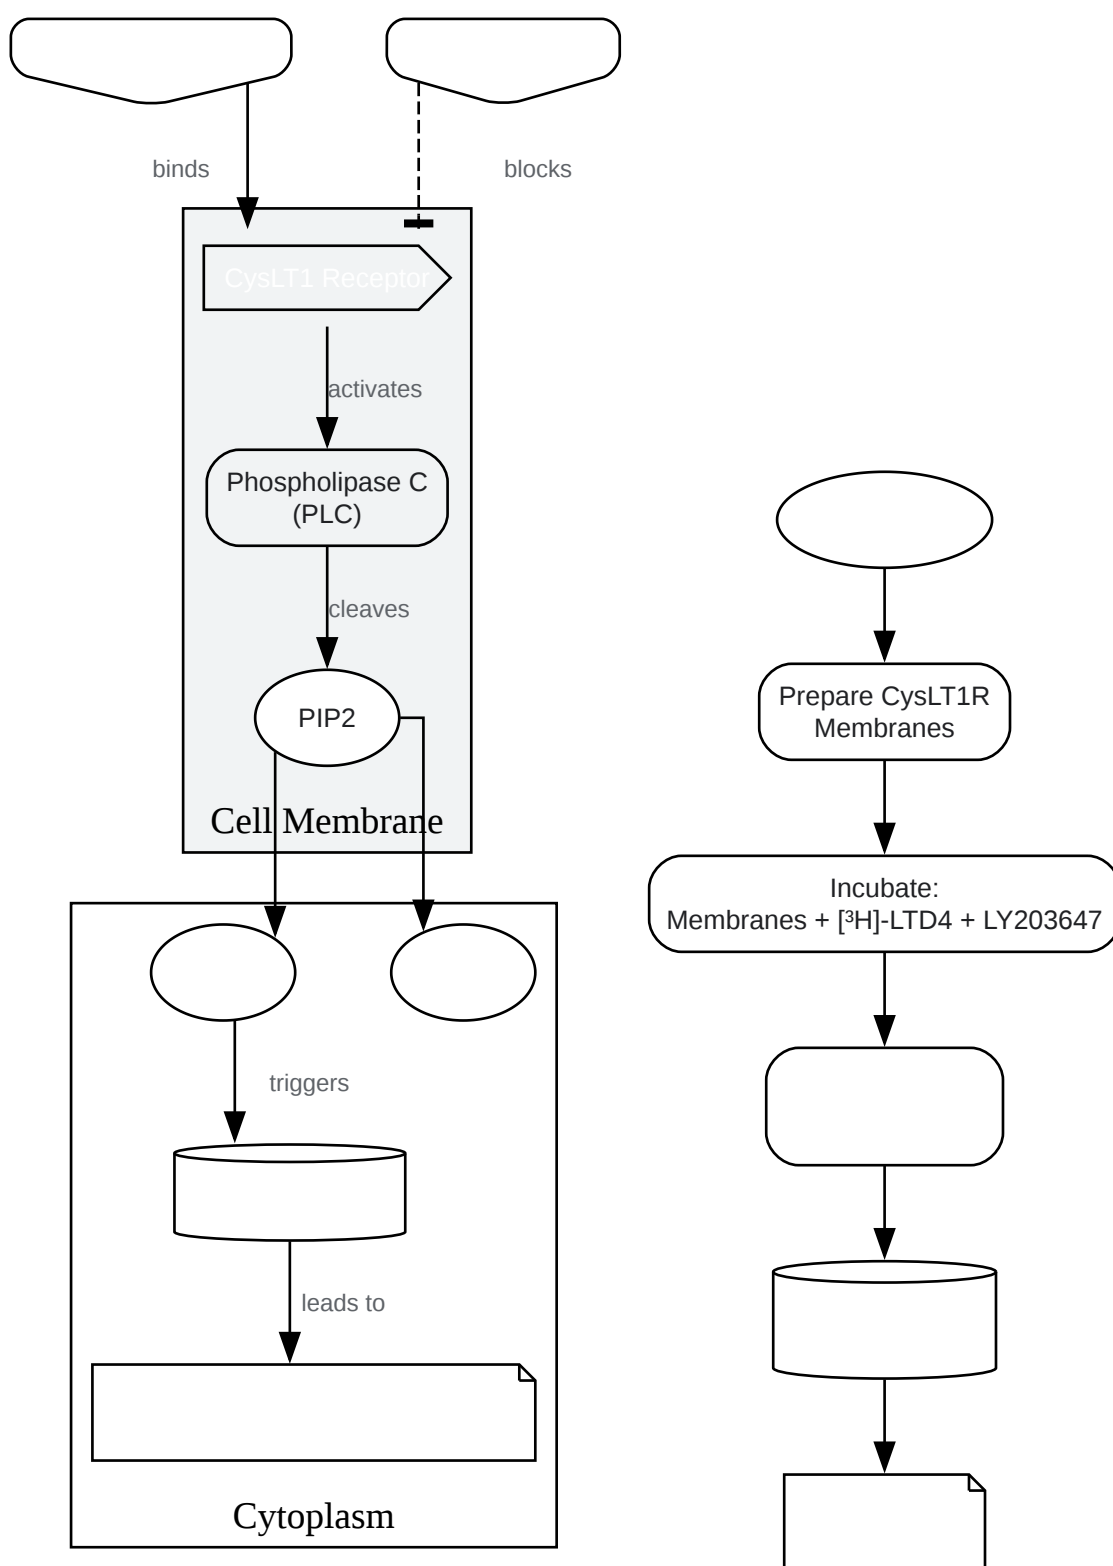 binds
blocks
CysLT1 Receptor
activates
Phospholipase C
(PLC)
cleaves
PIP2
Cell Membrane
triggers
leads to
Cytoplasm
Prepare CysLT1R
Membranes
Incubate:
Membranes + [³H]-LTD4 + LY203647